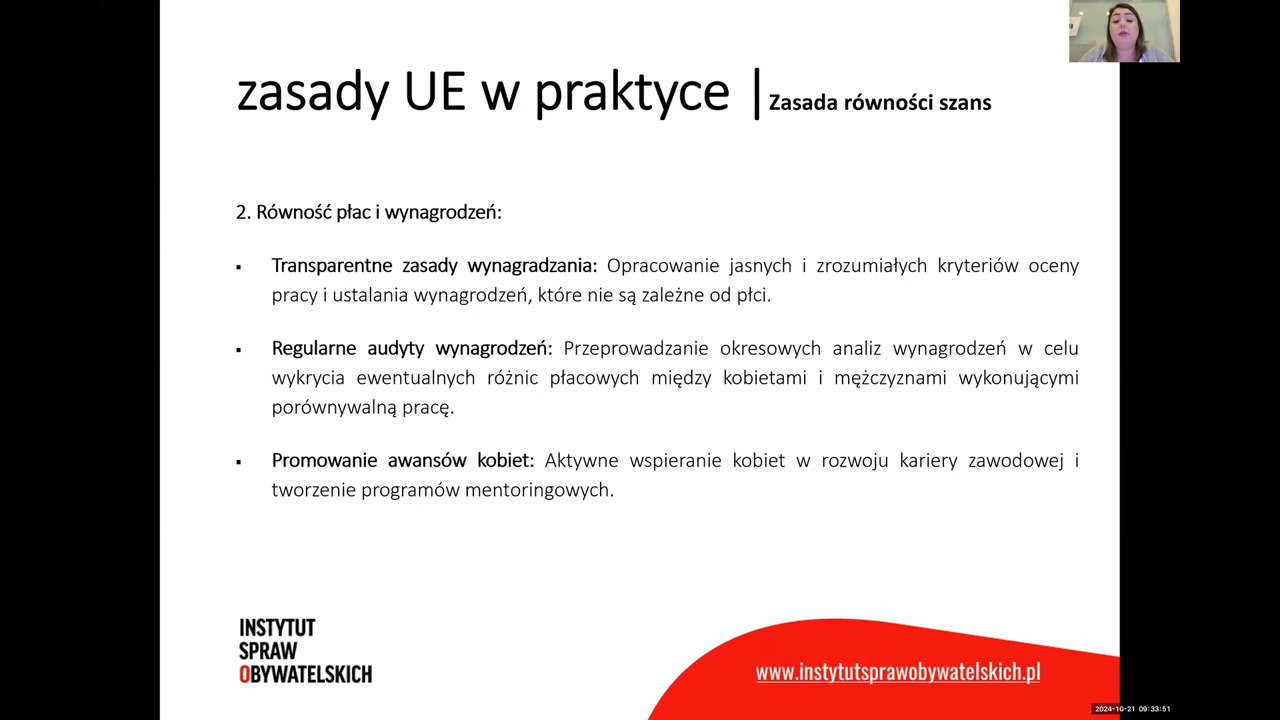 zasady UE w praktyce | Zasada równości szans
2. Równość płac i wynagrodzeń:
▪ Transparentne zasady wynagradzania: Opracowanie jasnych i zrozumiałych kryteriów oceny
pracy i ustalania wynagrodzeń, które nie są zależne od płci.
▪ Regularne audyty wynagrodzeń: Przeprowadzanie okresowych analiz wynagrodzeń w celu
wykrycia ewentualnych różnic płacowych między kobietami i mężczyznami wykonującymi
porównywalną pracę.
▪ Promowanie awansów kobiet: Aktywne wspieranie kobiet w rozwoju kariery zawodowej i
tworzenie programów mentoringowych.
INSTYTUT
SPRAW
OBYWATELSKICH
www.instytutsprawobywatelskich.pl
2024-10-21 09:33:51